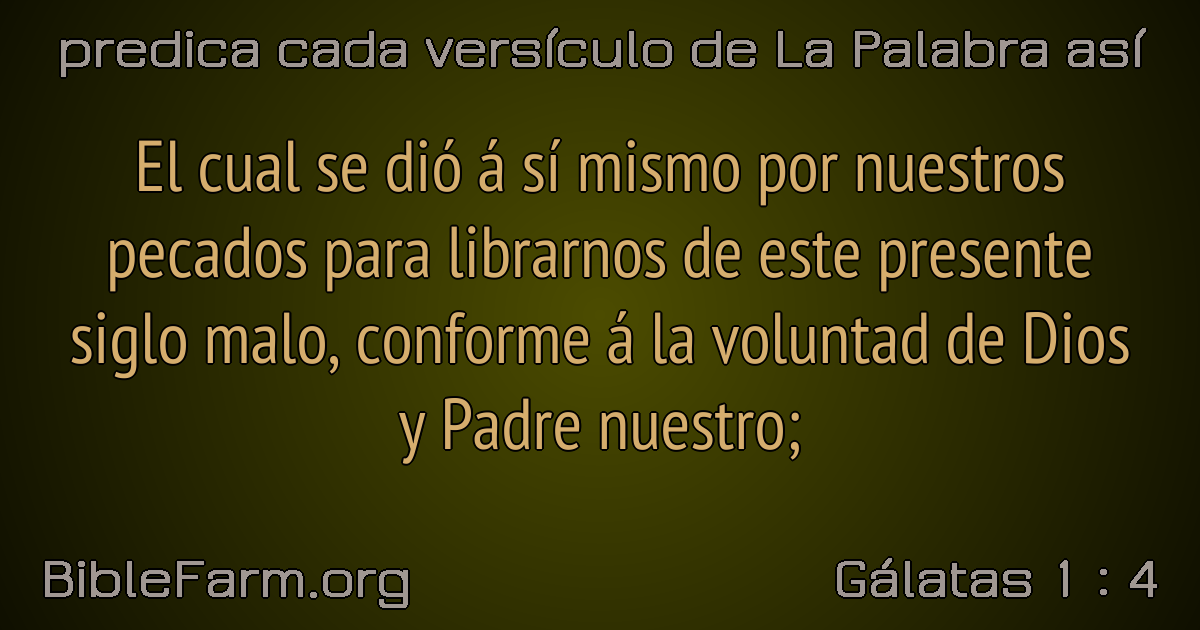 predica cada versículo de La Palabra así
El cual se dió á sí mismo por nuestros
pecados para librarnos de este presente
siglo malo, conforme á la voluntad de Dios
y Padre nuestro;
BibleFarm.org
Gálatas 1 : 4